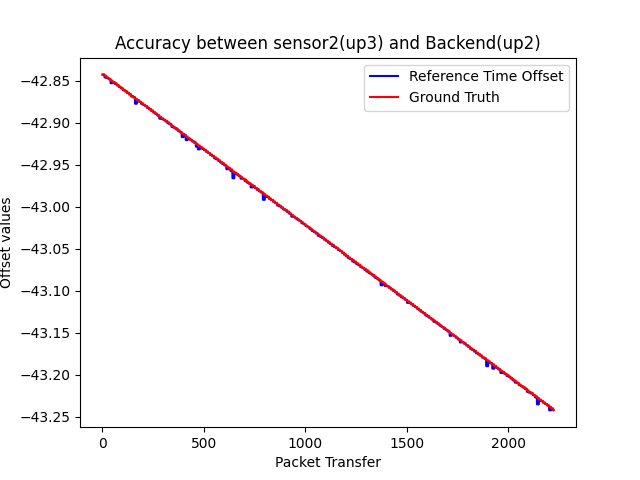 Accuracy between sensor2(up3) and Backend(up2)
Reference Time Offset
Ground Truth
Offset values
−42.85
−42.90
−42.95
−43.00
−43.05
−43.10
−43.15
−43.20
−43.25
0 500 1000 1500 2000
Packet Transfer